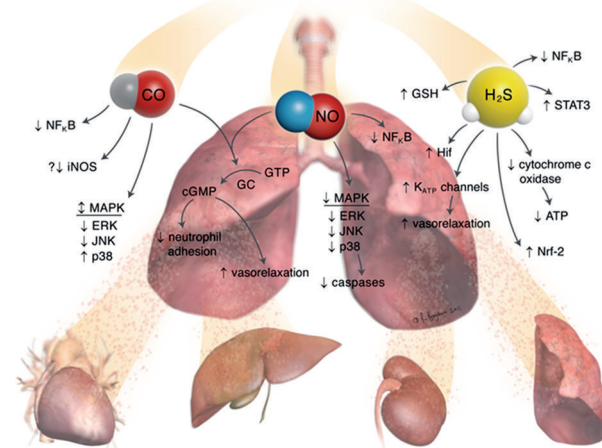 CO
↓ NFκB
?↓ iNOS
↕ MAPK
↓ ERK
↓ JNK
↑ p38
NO
↓ NFκB
GTP
GC
cGMP
↓ neutrophil
adhesion
↑ vasorelaxation
↓ MAPK
↓ ERK
↓ JNK
↓ p38
↓ caspases
H₂S
↓ NFκB
↑ GSH
↑ STAT3
↑ Hif
↓ cytochrome c
oxidase
↑ K_ATP channels
↓ ATP
↑ vasorelaxation
↑ Nrf-2